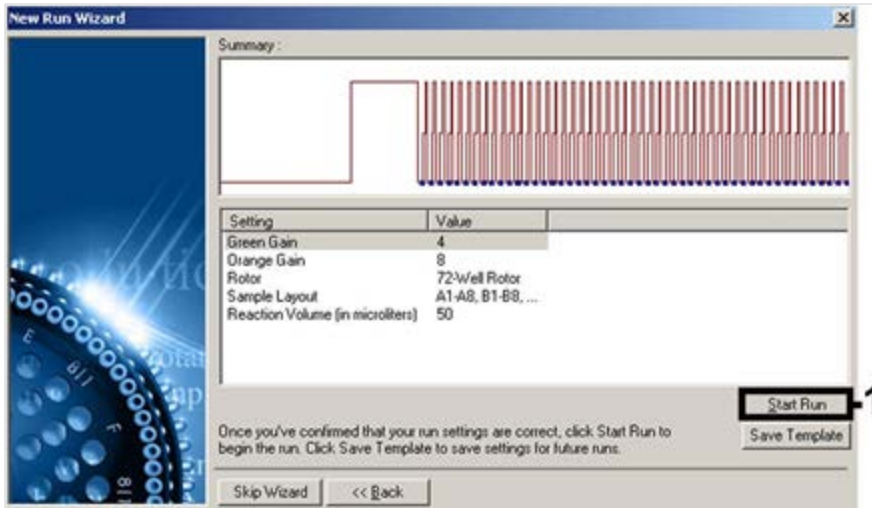 New Run Wizard
Summary :
Setting Value
Green Gain 4
Orange Gain 8
Rotor 72-Well Rotor
Sample Layout A1-A8, B1-B8, ...
Reaction Volume (in microliters) 50
Start Run
1
Once you've confirmed that your run settings are correct, click Start Run to
begin the run. Click Save Template to save settings for future runs.
Save Template
Skip Wizard
<< Back